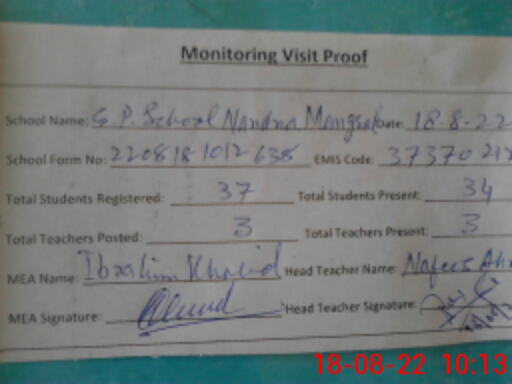 Monitoring Visit Proof
School Name: G.P. School Nandna Date: 18-8-22
School Form No: EMIS Code:
Total Students Registered: 37 Total Students Present: 34
Total Teachers Posted: 3 Total Teachers Present: 3
MEA Name: Ibrahim Khalid Head Teacher Name: Nafees
MEA Signature: Head Teacher Signature:
18-08-22 10:13